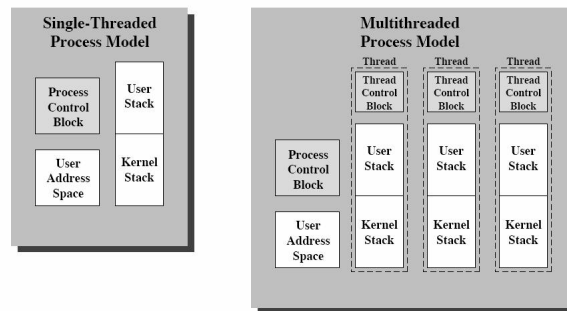 Single-Threaded
Process Model
Process
Control
Block
User
Stack
User
Address
Space
Kernel
Stack
Multithreaded
Process Model
Thread
Thread
Thread
Thread
Control
Block
Thread
Control
Block
Thread
Control
Block
Process
Control
Block
User
Stack
User
Stack
User
Stack
User
Address
Space
Kernel
Stack
Kernel
Stack
Kernel
Stack